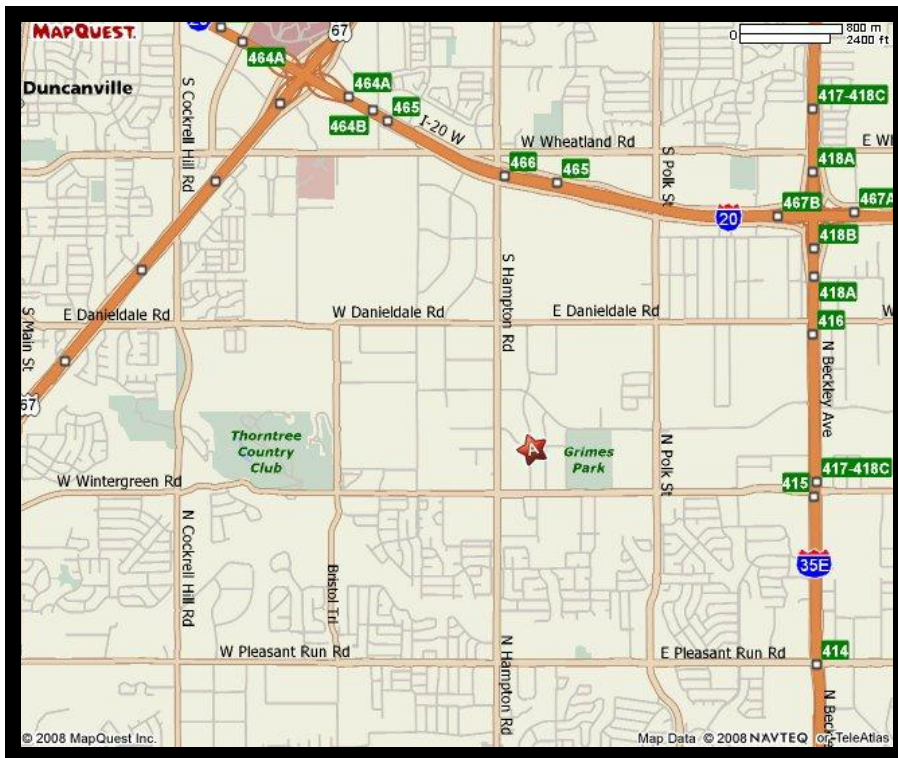 MAPQUEST.
67
0
800 m
2400 ft
464A
Duncanville
S Cockrell Hill Rd
464A
465
464B
I-20 W
417-418C
W Wheatland Rd
E Wh
466
465
S Polk St
418A
467B
467A
20
418B
S Hampton Rd
418A
E Danieldale Rd
W Danieldale Rd
E Danieldale Rd
W
416
S Main St
N Beckley Ave
67
Thorntree
Country
Club
A
Grimes
Park
N Polk St
417-418C
W Wintergreen Rd
415
N Cockrell Hill Rd
Bristol Trl
35E
W Pleasant Run Rd
N Hampton Rd
E Pleasant Run Rd
414
N Beck
© 2008 MapQuest Inc.
Map Data © 2008 NAVTEQ or TeleAtlas